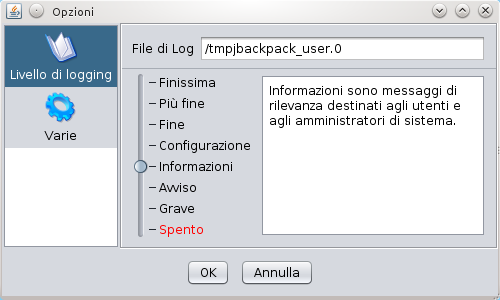 Opzioni
Livello di logging
Varie
File di Log /tmpjbackpack_user.0
Finissima
Più fine
Fine
Configurazione
Informazioni
Avviso
Grave
Spento
Informazioni sono messaggi di
rilevanza destinati agli utenti e
agli amministratori di sistema.
OK Annulla